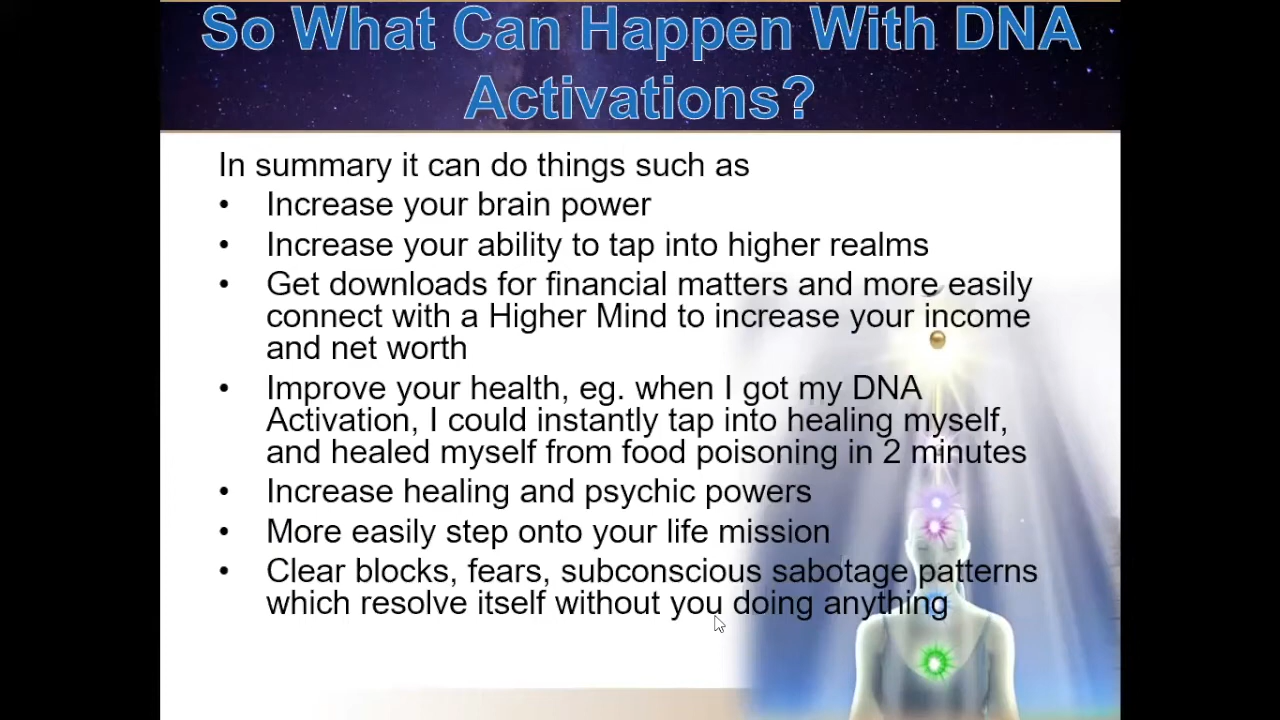 So What Can Happen With DNA
Activations?
In summary it can do things such as
• Increase your brain power
• Increase your ability to tap into higher realms
• Get downloads for financial matters and more easily
connect with a Higher Mind to increase your income
and net worth
• Improve your health, eg. when I got my DNA
Activation, I could instantly tap into healing myself,
and healed myself from food poisoning in 2 minutes
• Increase healing and psychic powers
• More easily step onto your life mission
• Clear blocks, fears, subconscious sabotage patterns
which resolve itself without you doing anything